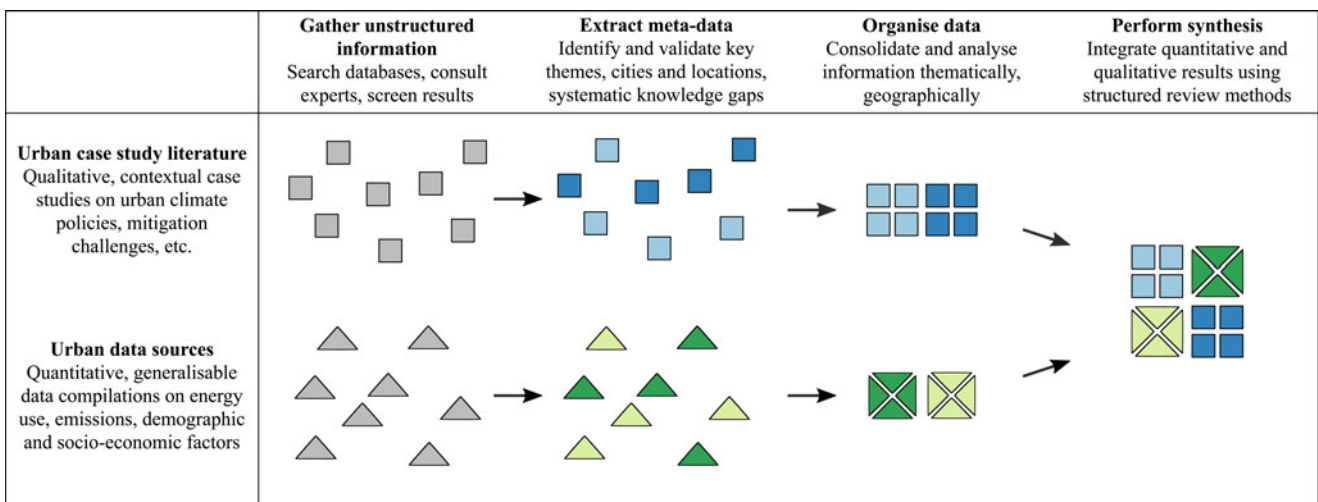 Gather unstructured
information
Search databases, consult
experts, screen results
Extract meta-data
Identify and validate key
themes, cities and locations,
systematic knowledge gaps
Organise data
Consolidate and analyse
information thematically,
geographically
Perform synthesis
Integrate quantitative and
qualitative results using
structured review methods
Urban case study literature
Qualitative, contextual case
studies on urban climate
policies, mitigation
challenges, etc.
Urban data sources
Quantitative, generalisable
data compilations on energy
use, emissions, demographic
and socio-economic factors